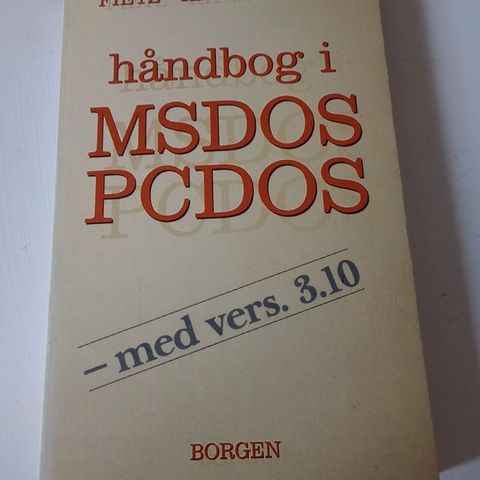 håndbog i
MSDOS
PCDOS
– med vers. 3.10
BORGEN